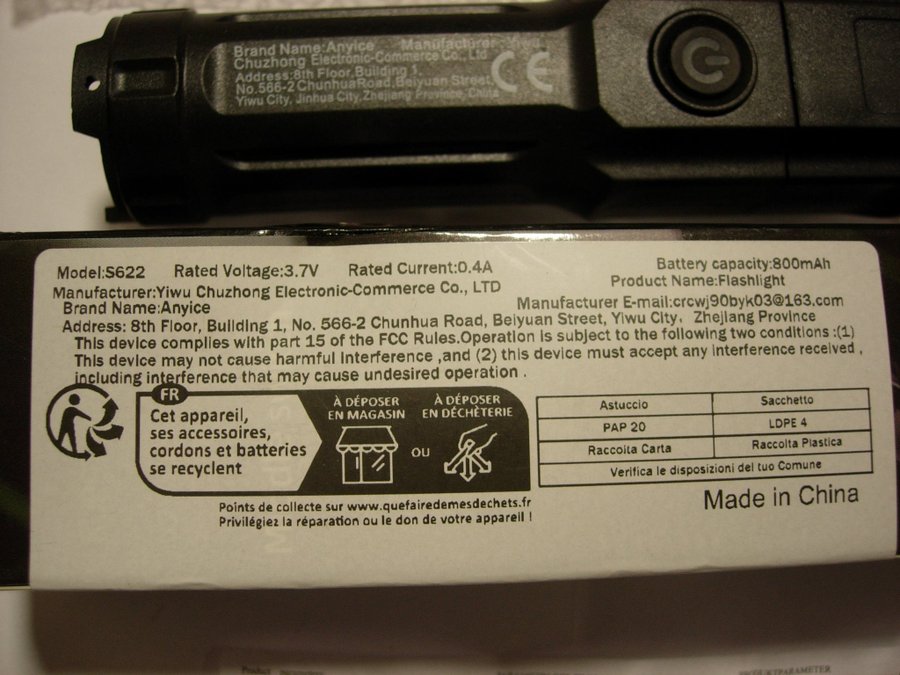 Brand Name:Anyice Manufacturer Yiwu
Chuzhong Electronic-Commerce Co., Ltd
Address:8th Floor,Building 1,
No.566-2 ChunhuaRoad,Beiyuan Street,
Yiwu City, Jinhua City,Zhejiang Province, China
CE
Model:S622 Rated Voltage:3.7V Rated Current:0.4A Battery capacity:800mAh
Manufacturer:Yiwu Chuzhong Electronic-Commerce Co., LTD Product Name:Flashlight
Brand Name:Anyice Manufacturer E-mail:crcwj90byk03@163.com
Address: 8th Floor, Building 1, No. 566-2 Chunhua Road, Beiyuan Street, Yiwu City, Zhejiang Province
This device complies with part 15 of the FCC Rules.Operation is subject to the following two conditions :(1)
This device may not cause harmful interference ,and (2) this device must accept any interference received ,
including interference that may cause undesired operation .
FR
Cet appareil,
ses accessoires,
cordons et batteries
se recyclent
À DÉPOSER
EN MAGASIN
OU
À DÉPOSER
EN DÉCHÈTERIE
Points de collecte sur www.quefairedemesdechets.fr
Privilégiez la réparation ou le don de votre appareil !
Astuccio Sacchetto
PAP 20 LDPE 4
Raccolta Carta Raccolta Plastica
Verifica le disposizioni del tuo Comune
Made in China
Product PRODUKTPARAMETER